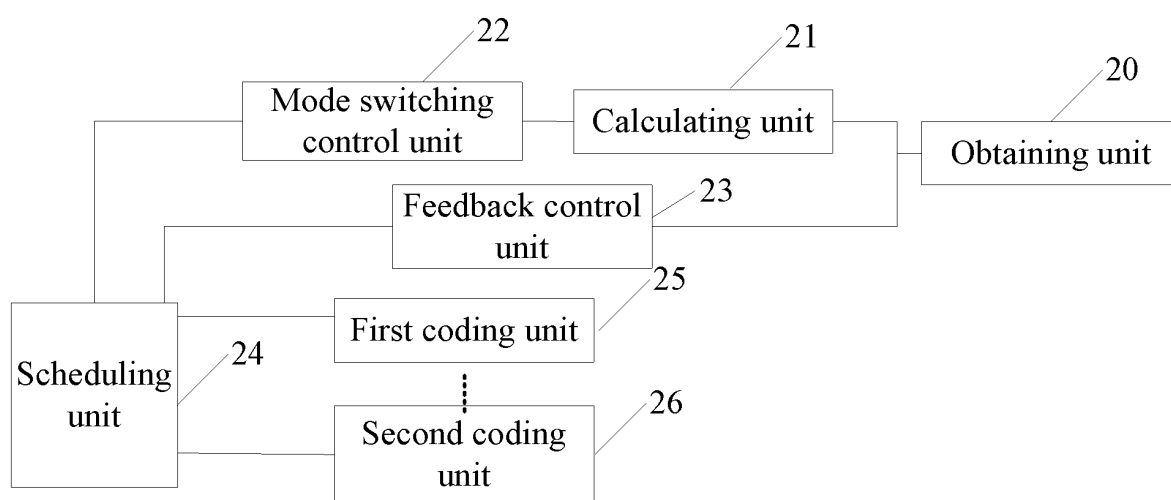 22
21
20
Mode switching
control unit
Calculating unit
Obtaining unit
Feedback control
unit
23
25
First coding unit
Scheduling
unit
24
26
Second coding
unit